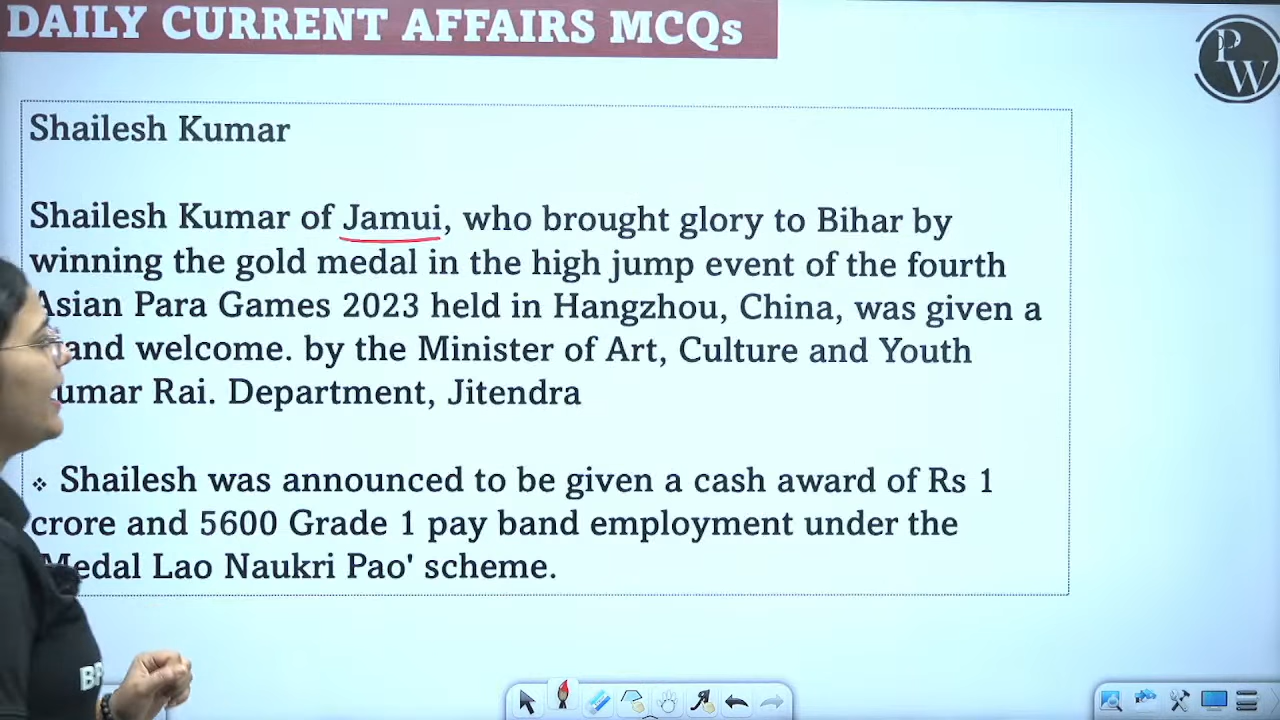 DAILY CURRENT AFFAIRS MCQs
PW
Shailesh Kumar
Shailesh Kumar of Jamui, who brought glory to Bihar by
winning the gold medal in the high jump event of the fourth
Asian Para Games 2023 held in Hangzhou, China, was given a
and welcome. by the Minister of Art, Culture and Youth
umar Rai. Department, Jitendra
❖ Shailesh was announced to be given a cash award of Rs 1
crore and 5600 Grade 1 pay band employment under the
Medal Lao Naukri Pao' scheme.